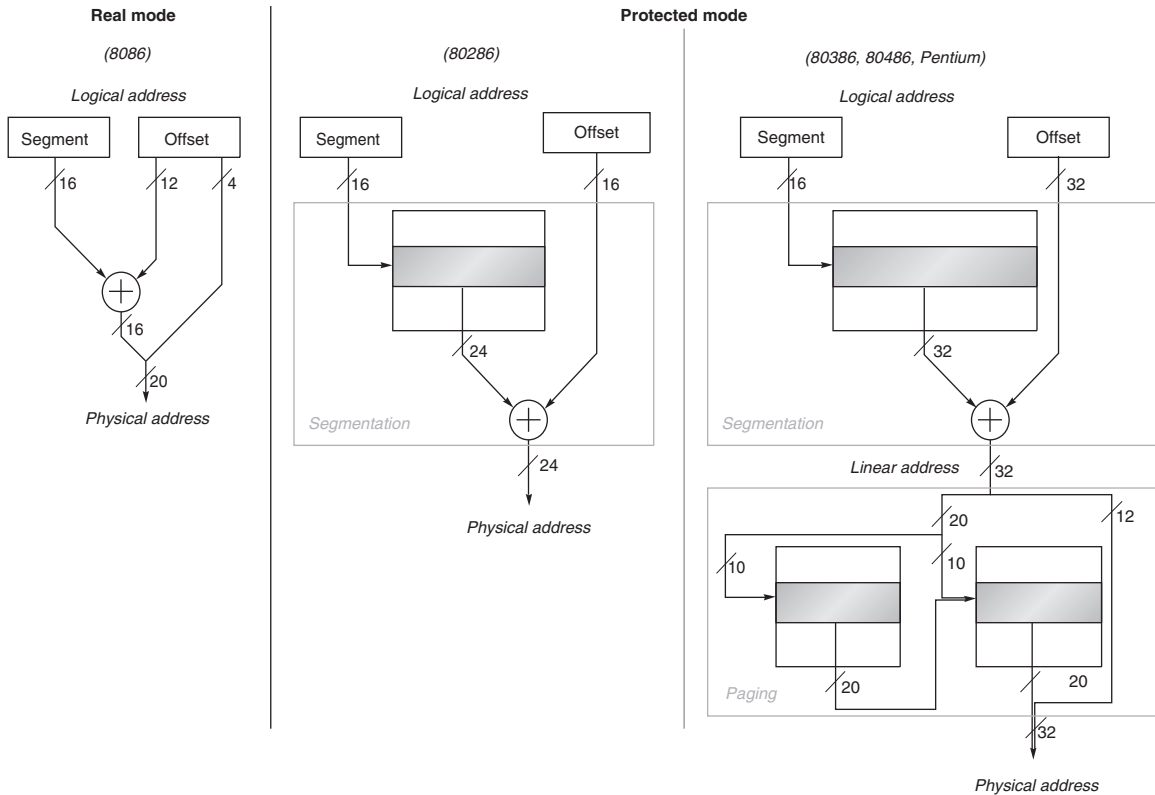 Real mode
Protected mode
(8086)
(80286)
(80386, 80486, Pentium)
Logical address
Logical address
Logical address
Segment
Offset
Segment
Offset
Segment
Offset
16
12
4
16
16
16
32
16
20
Physical address
24
Segmentation
24
Physical address
32
Segmentation
Linear address
32
20
12
10
10
20
20
Paging
32
Physical address